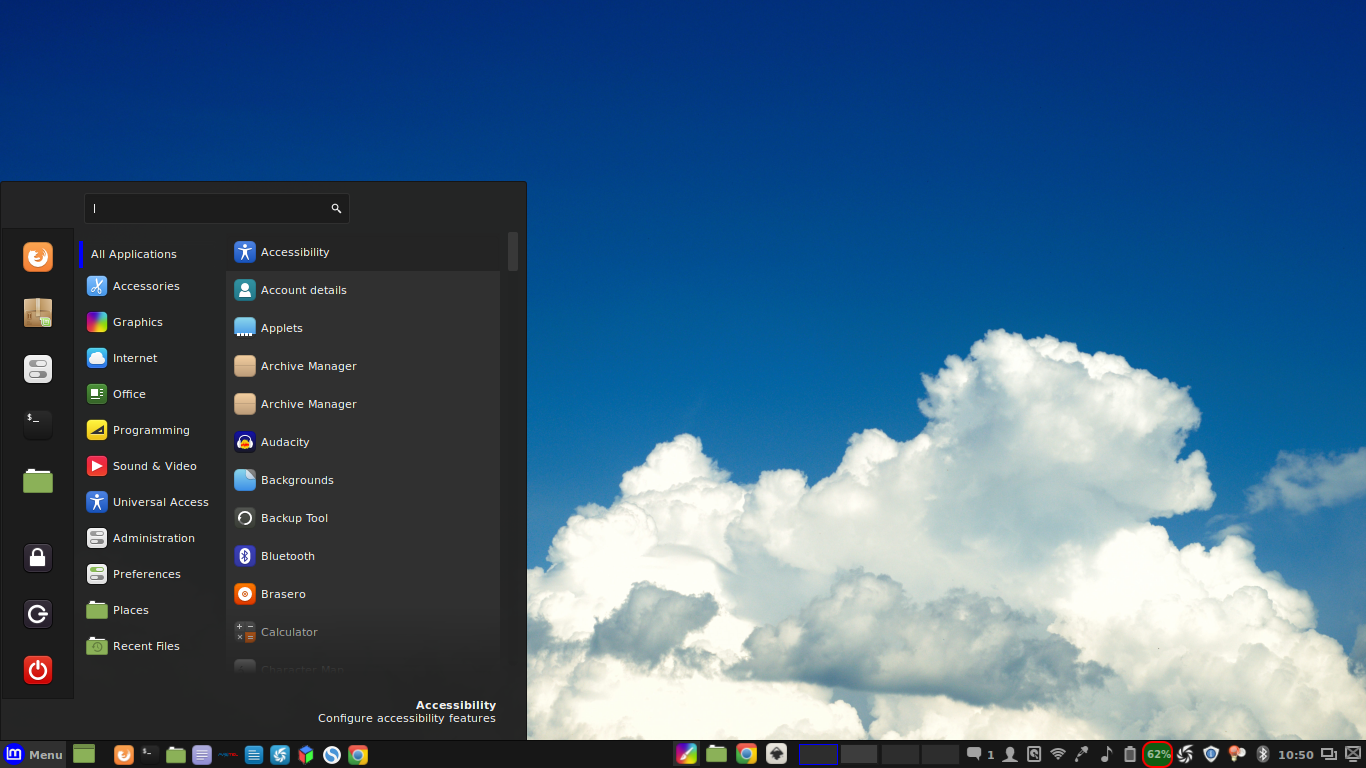 All Applications
Accessories
Graphics
Internet
Office
Programming
Sound & Video
Universal Access
Administration
Preferences
Places
Recent Files
Accessibility
Account details
Applets
Archive Manager
Archive Manager
Audacity
Backgrounds
Backup Tool
Bluetooth
Brasero
Calculator
Character Map
$_
Accessibility
Configure accessibility features
Menu
$_
1
62%
10:50